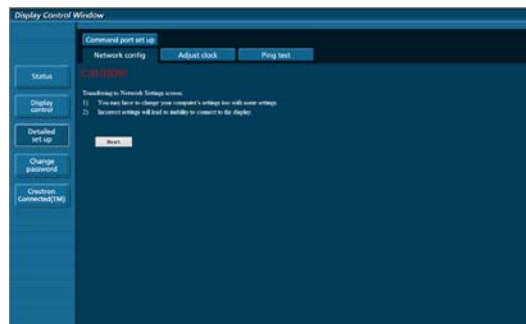 Display Control Window
Command port set up
Network config Adjust clock Ping test
Status
CAUTION!
Transferring to Network Settings screen.
1) You may have to change your computer's settings too with some settings.
2) Incorrect settings will lead to inability to connect to the display.
Display
control
Next
Detailed
set up
Change
password
Crestron
Connected(TM)